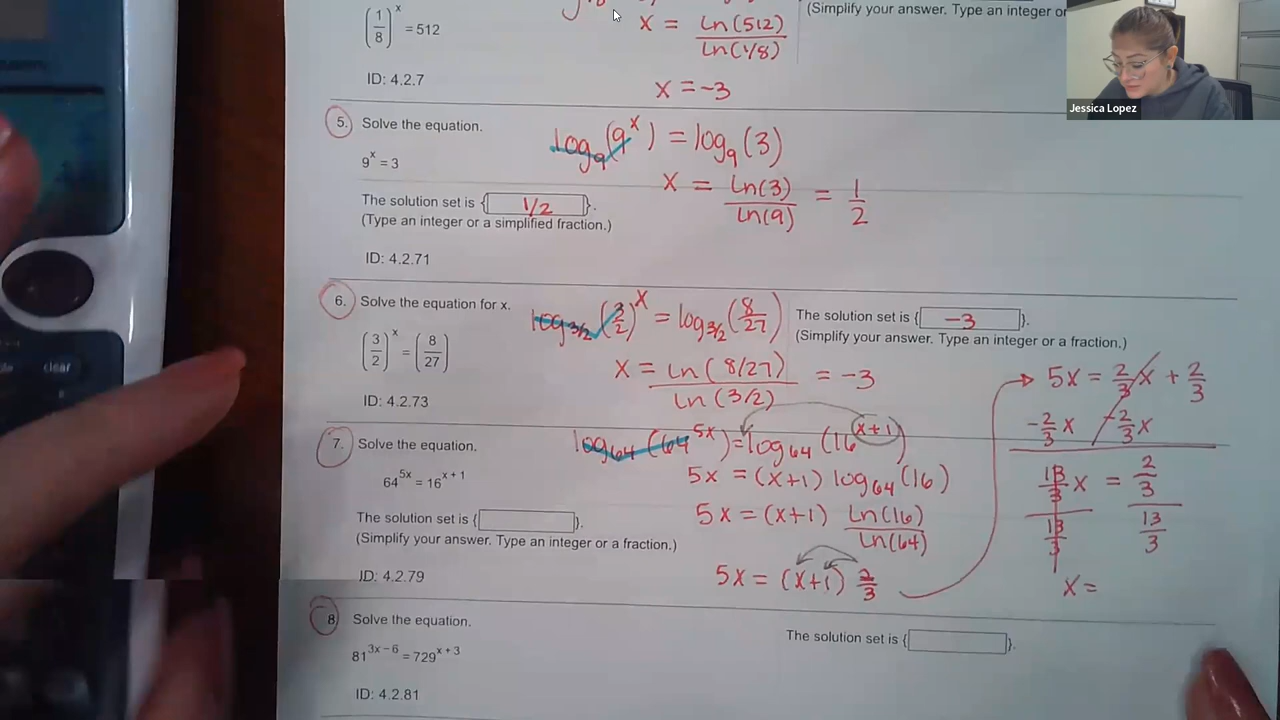 (1/8)^x = 512
x = ln(512)/ln(1/8)
(Simplify your answer. Type an integer or
Jessica Lopez
ID: 4.2.7
x = -3
5. Solve the equation.
log₉(9^x) = log₉(3)
9^x = 3
x = ln(3)/ln(9) = 1/2
The solution set is { 1/2 }.
(Type an integer or a simplified fraction.)
ID: 4.2.71
6. Solve the equation for x.
log_3/2 (3/2)^x = log_3/2 (8/27)
The solution set is { -3 }.
(Simplify your answer. Type an integer or a fraction.)
(3/2)^x = (8/27)
x = ln(8/27)/ln(3/2) = -3
ID: 4.2.73
5x = 2/3 x + 2/3
-2/3 x -2/3 x
13/3 x = 2/3
13/3 13/3
x =
7. Solve the equation.
log₆₄(64^5x) = log₆₄(16^(x+1))
64^5x = 16^x + 1
5x = (x+1) log₆₄(16)
5x = (x+1) ln(16)/ln(64)
The solution set is { }.
(Simplify your answer. Type an integer or a fraction.)
5x = (x+1) 2/3
ID: 4.2.79
8 Solve the equation.
The solution set is { }.
81^3x − 6 = 729^x + 3
ID: 4.2.81
clear